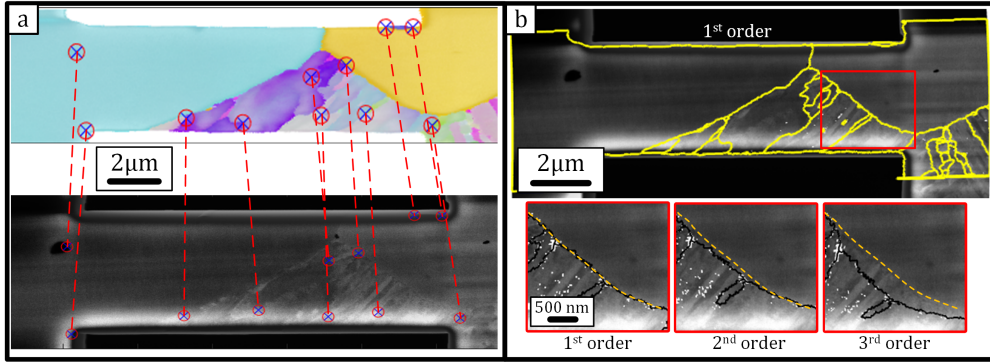 a
2μm
b
1st order
2μm
500 nm
1st order
2nd order
3rd order